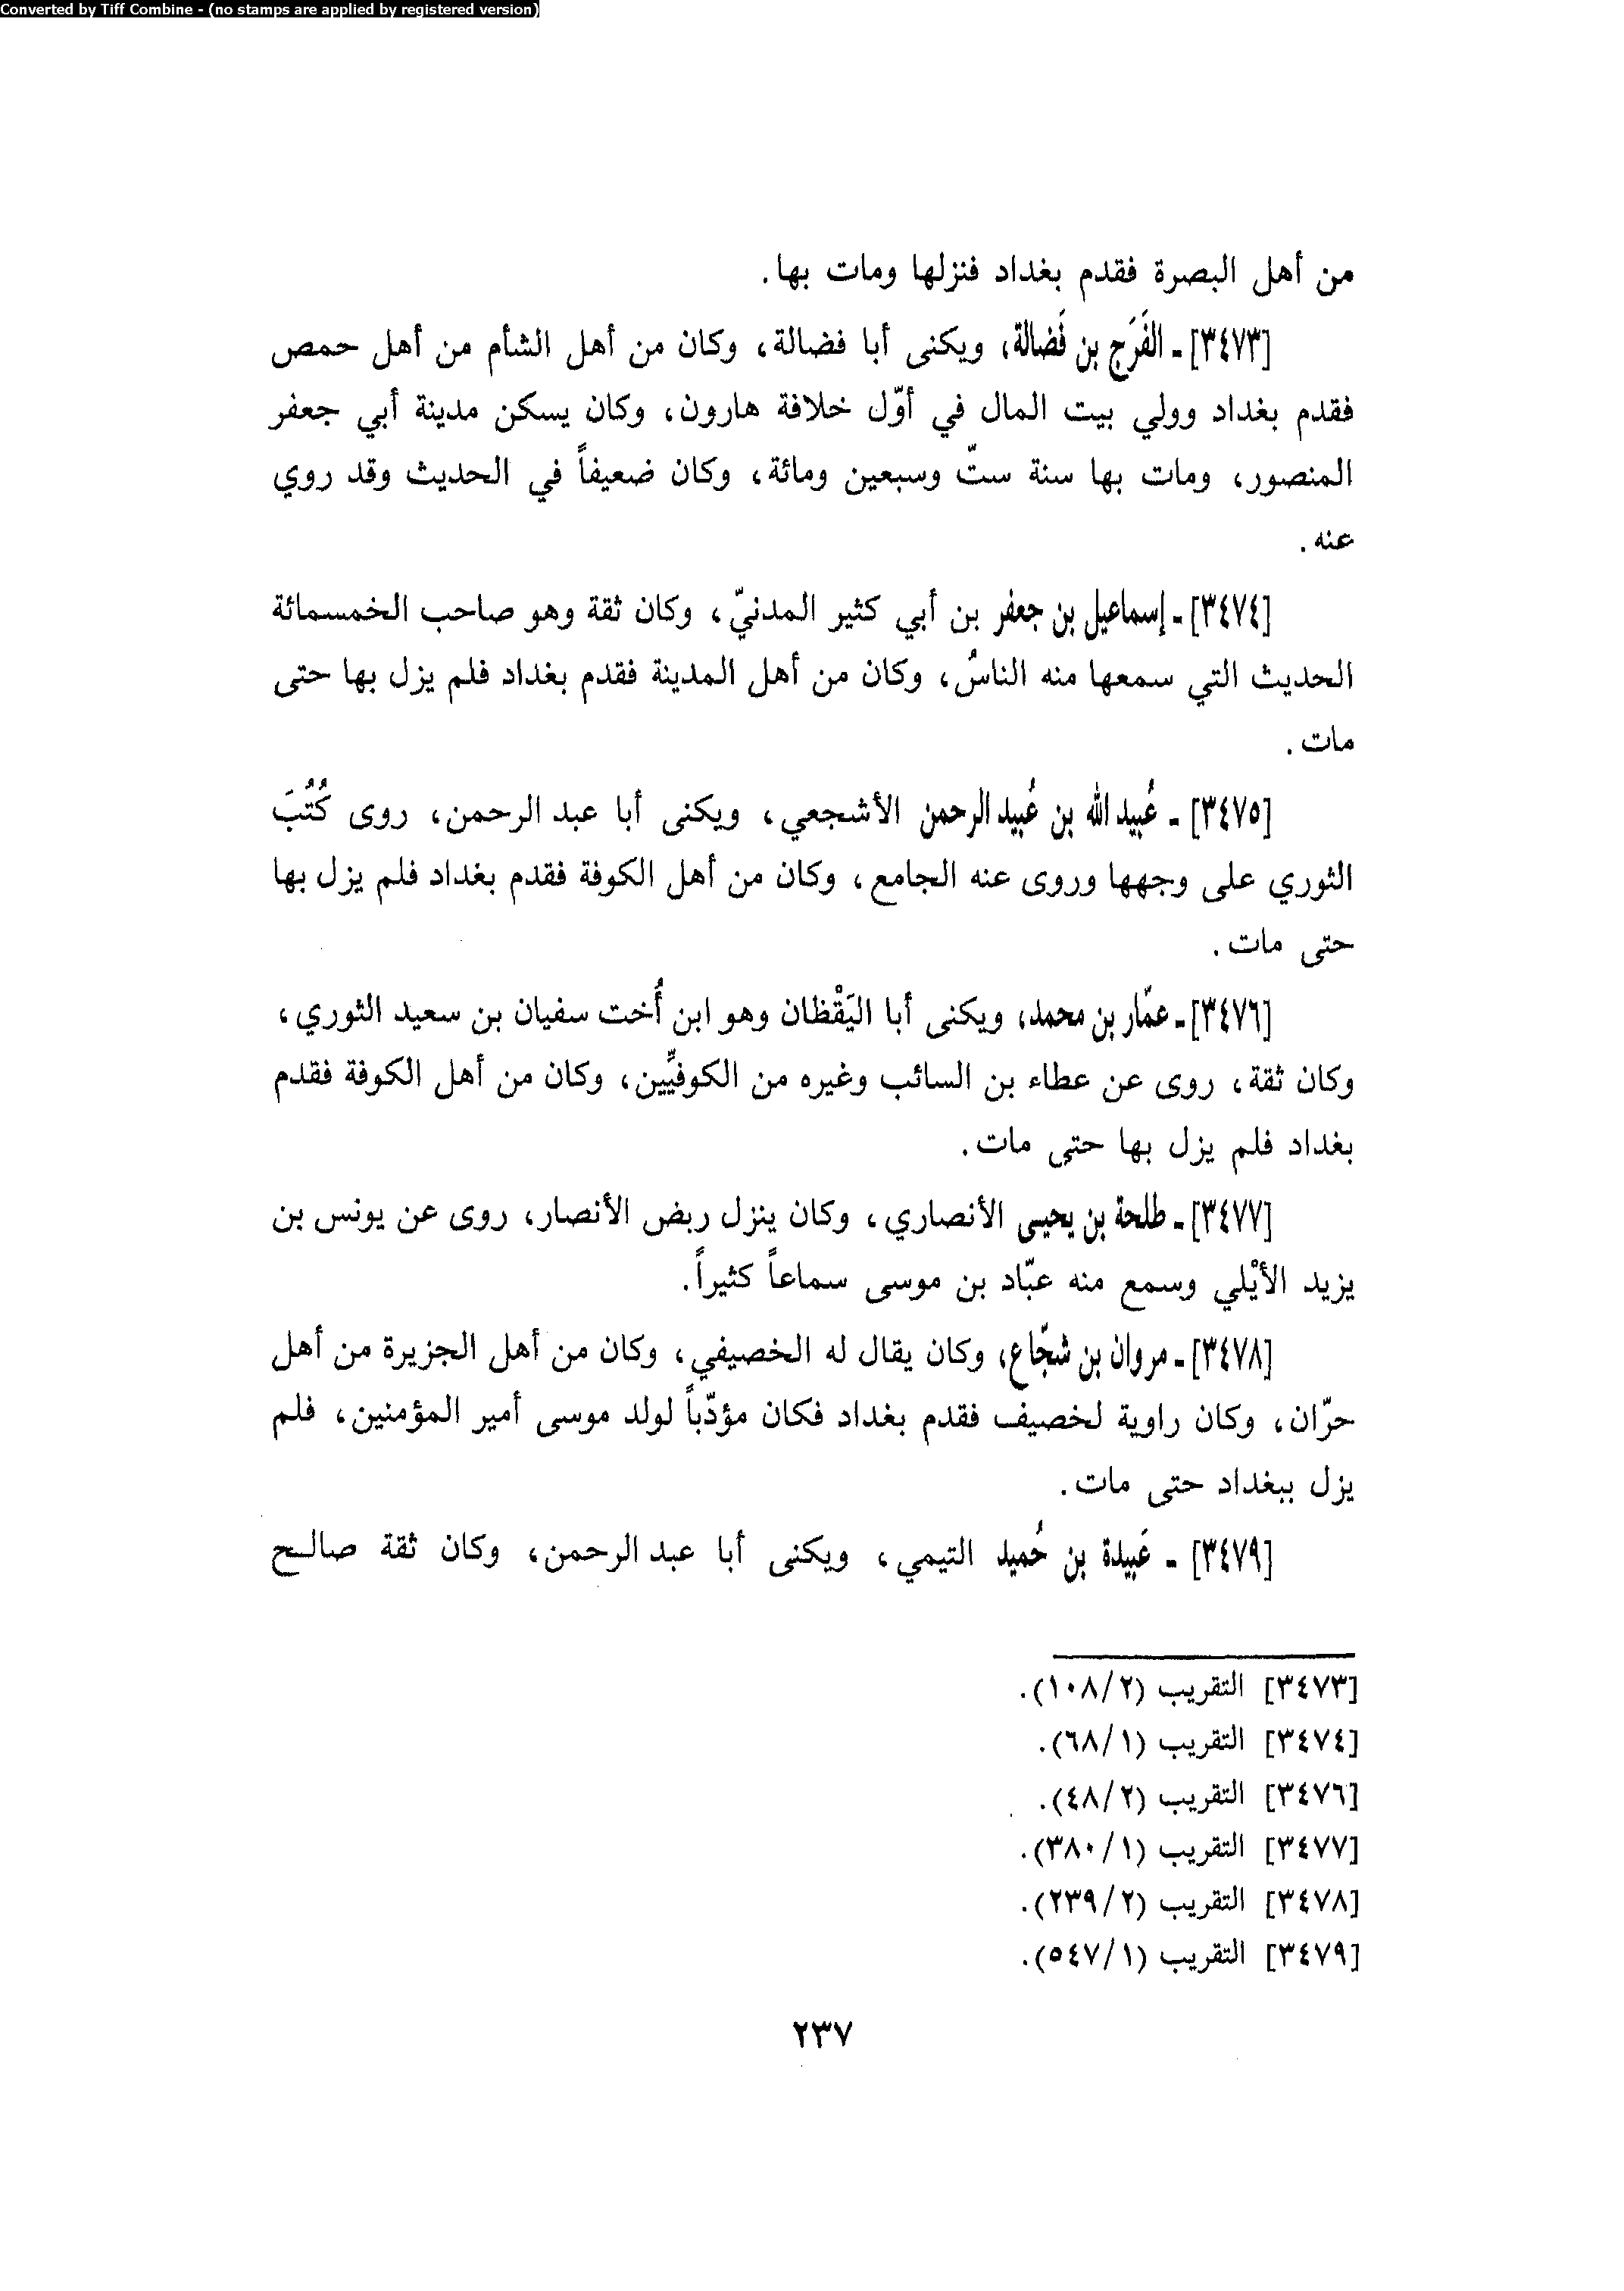 Converted by Tiff Combine - (no stamps are applied by registered version)
من أهل البصرة فقدم بغداد فنزلها ومات بها.
[٣٤٧٣] ـ الفَرَج بن فَضالة، ويكنى أبا فضالة، وكان من أهل الشأم من أهل حمص
فقدم بغداد وولي بيت المال في أوّل خلافة هارون، وكان يسكن مدينة أبي جعفر
المنصور، ومات بها سنة ستّ وسبعين ومائة، وكان ضعيفاً في الحديث وقد روي
عنه.
[٣٤٧٤] ـ إسماعيل بن جعفر بن أبي كثير المدنيّ، وكان ثقة وهو صاحب الخمسمائة
الحديث التي سمعها منه الناسُ، وكان من أهل المدينة فقدم بغداد فلم يزل بها حتى
مات.
[٣٤٧٥] ـ عُبيد الله بن عُبيد الرحمن الأشجعي، ويكنى أبا عبد الرحمن، روى كُتُبَ
الثوري على وجهها وروى عنه الجامع، وكان من أهل الكوفة فقدم بغداد فلم يزل بها
حتى مات.
[٣٤٧٦] ـ عمّار بن محمد، ويكنى أبا اليَقْظان وهو ابن أُخت سفيان بن سعيد الثوري،
وكان ثقة، روى عن عطاء بن السائب وغيره من الكوفيِّين، وكان من أهل الكوفة فقدم
بغداد فلم يزل بها حتى مات.
[٣٤٧٧] ـ طلحة بن يحيى الأنصاري، وكان ينزل ربض الأنصار، روى عن يونس بن
يزيد الأيْلي وسمع منه عبّاد بن موسى سماعاً كثيراً.
[٣٤٧٨] ـ مروان بن شجّاع، وكان يقال له الخصيفي، وكان من أهل الجزيرة من أهل
حرّان، وكان راوية لخصيف فقدم بغداد فكان مؤدّباً لولد موسى أمير المؤمنين، فلم
يزل ببغداد حتى مات.
[٣٤٧٩] ـ عَبيدة بن حُميد التيمي، ويكنى أبا عبد الرحمن، وكان ثقة صالح
[٣٤٧٣] التقريب (٢/ ١٠٨).
[٣٤٧٤] التقريب (١/ ٦٨).
[٣٤٧٦] التقريب (٢/ ٤٨).
[٣٤٧٧] التقريب (١/ ٣٨٠).
[٣٤٧٨] التقريب (٢/ ٢٣٩).
[٣٤٧٩] التقريب (١/ ٥٤٧).
٢٣٧